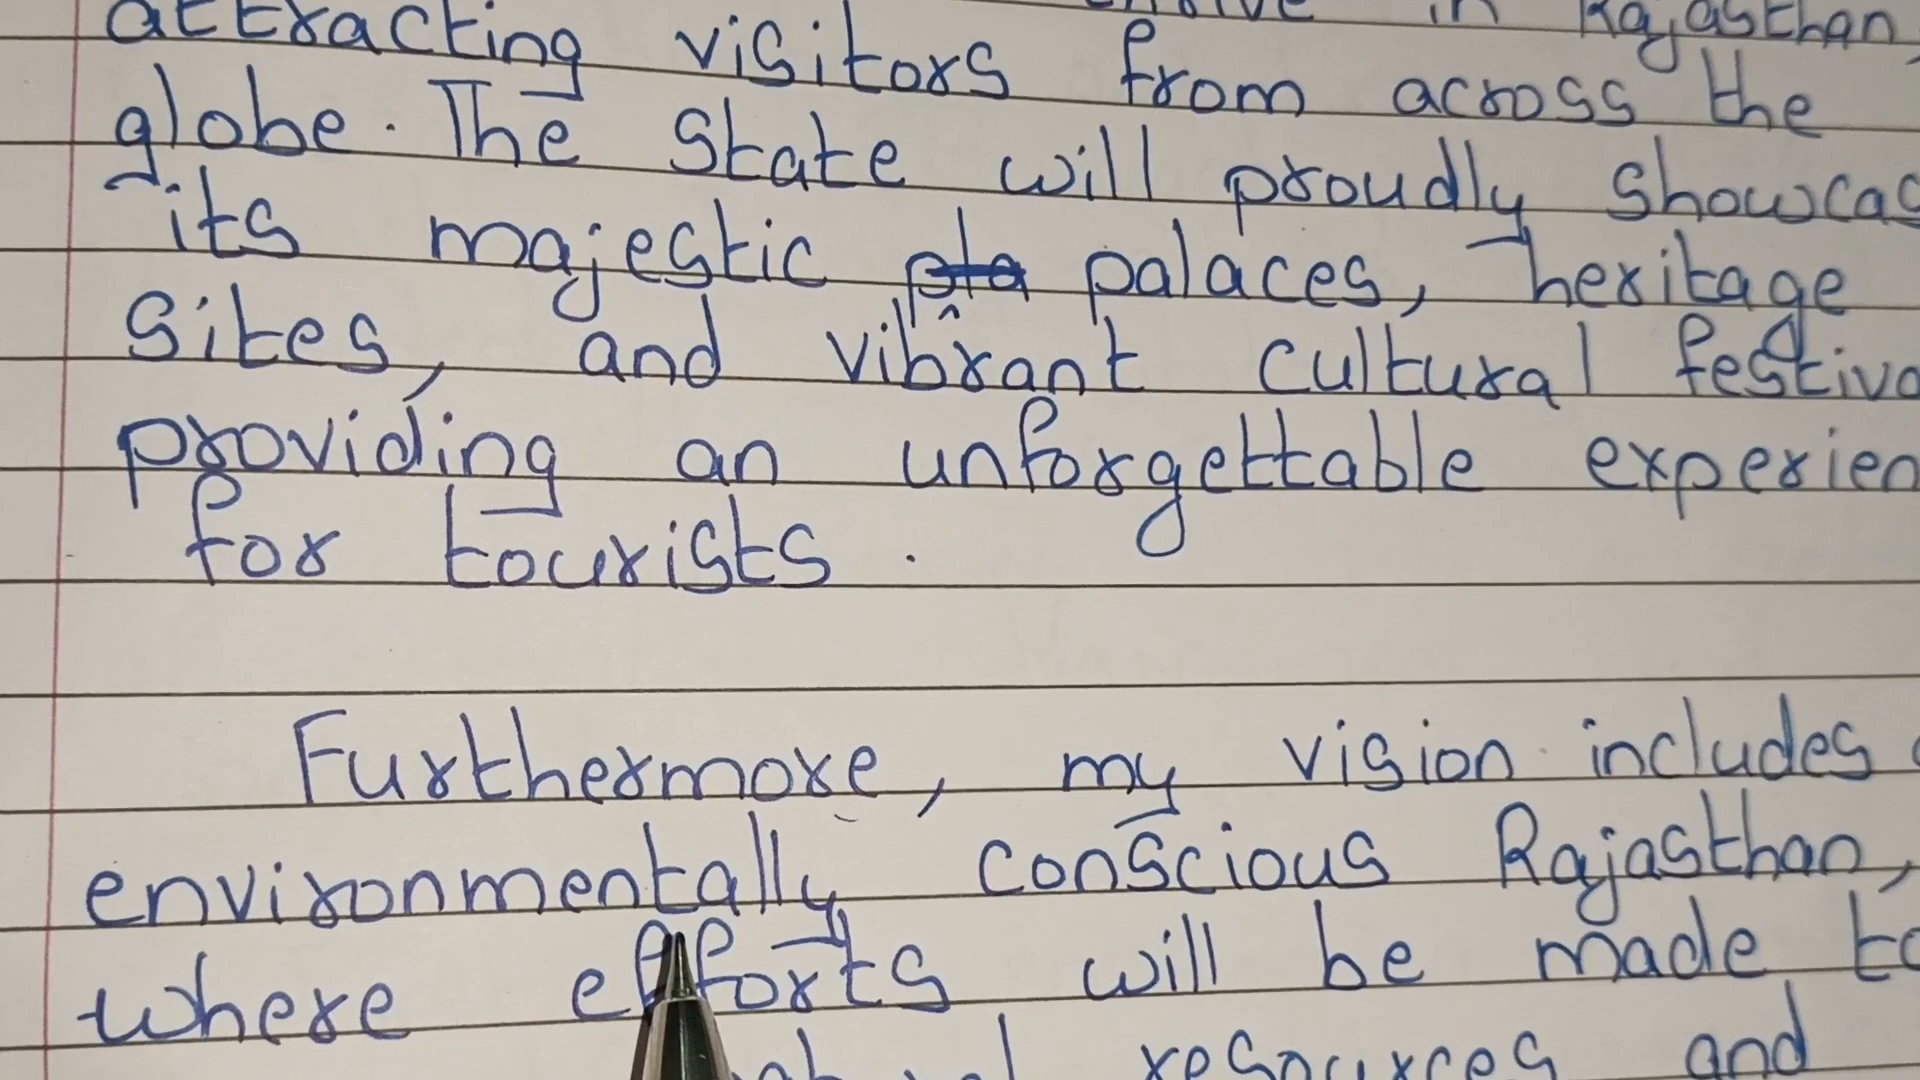 in Rajasthan,
attracting visitors from across the
globe. The State will proudly showcas
its majestic palaces, heritage
Sites, and vibrant cultural festiva
providing an unforgettable experien
for tourists.
Furthermore, my vision includes
environmentally conscious Rajasthan,
where efforts will be made to
resources and